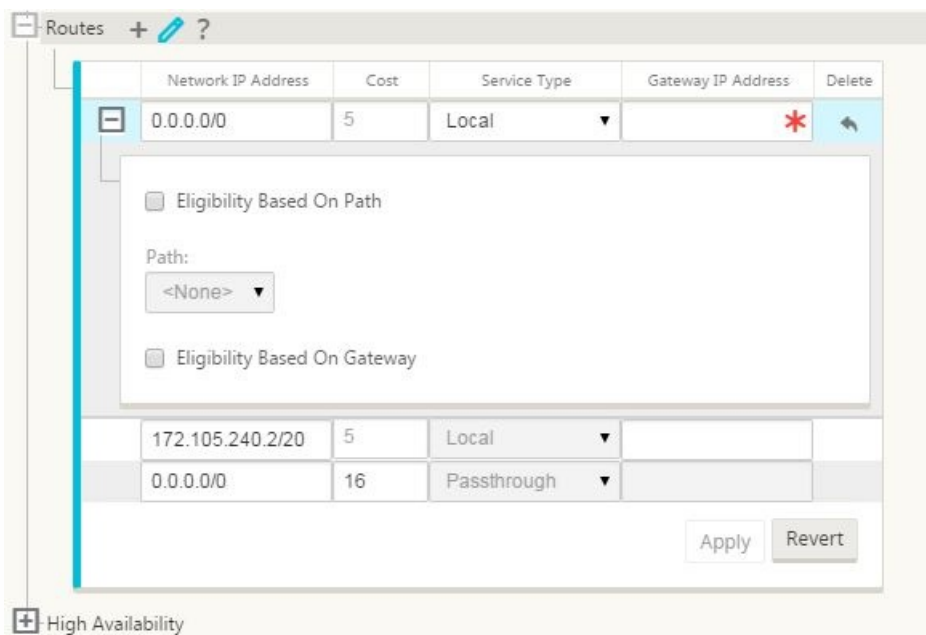 Routes + ?
Network IP Address Cost Service Type Gateway IP Address Delete
0.0.0.0/0 5 Local *
Eligibility Based On Path
Path:
<None>
Eligibility Based On Gateway
172.105.240.2/20 5 Local
0.0.0.0/0 16 Passthrough
Apply Revert
High Availability